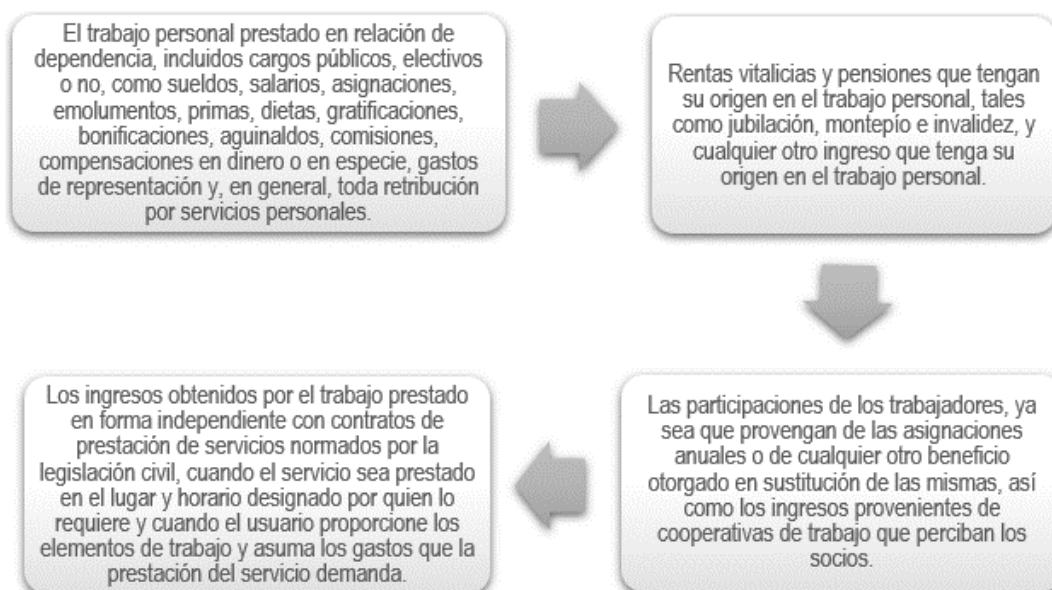 El trabajo personal prestado en relación de
dependencia, incluidos cargos públicos, electivos
o no, como sueldos, salarios, asignaciones,
emolumentos, primas, dietas, gratificaciones,
bonificaciones, aguinaldos, comisiones,
compensaciones en dinero o en especie, gastos
de representación y, en general, toda retribución
por servicios personales.
Rentas vitalicias y pensiones que tengan
su origen en el trabajo personal, tales
como jubilación, montepío e invalidez, y
cualquier otro ingreso que tenga su
origen en el trabajo personal.
Las participaciones de los trabajadores, ya
sea que provengan de las asignaciones
anuales o de cualquier otro beneficio
otorgado en sustitución de las mismas, así
como los ingresos provenientes de
cooperativas de trabajo que perciban los
socios.
Los ingresos obtenidos por el trabajo prestado
en forma independiente con contratos de
prestación de servicios normados por la
legislación civil, cuando el servicio sea prestado
en el lugar y horario designado por quien lo
requiere y cuando el usuario proporcione los
elementos de trabajo y asuma los gastos que la
prestación del servicio demanda.